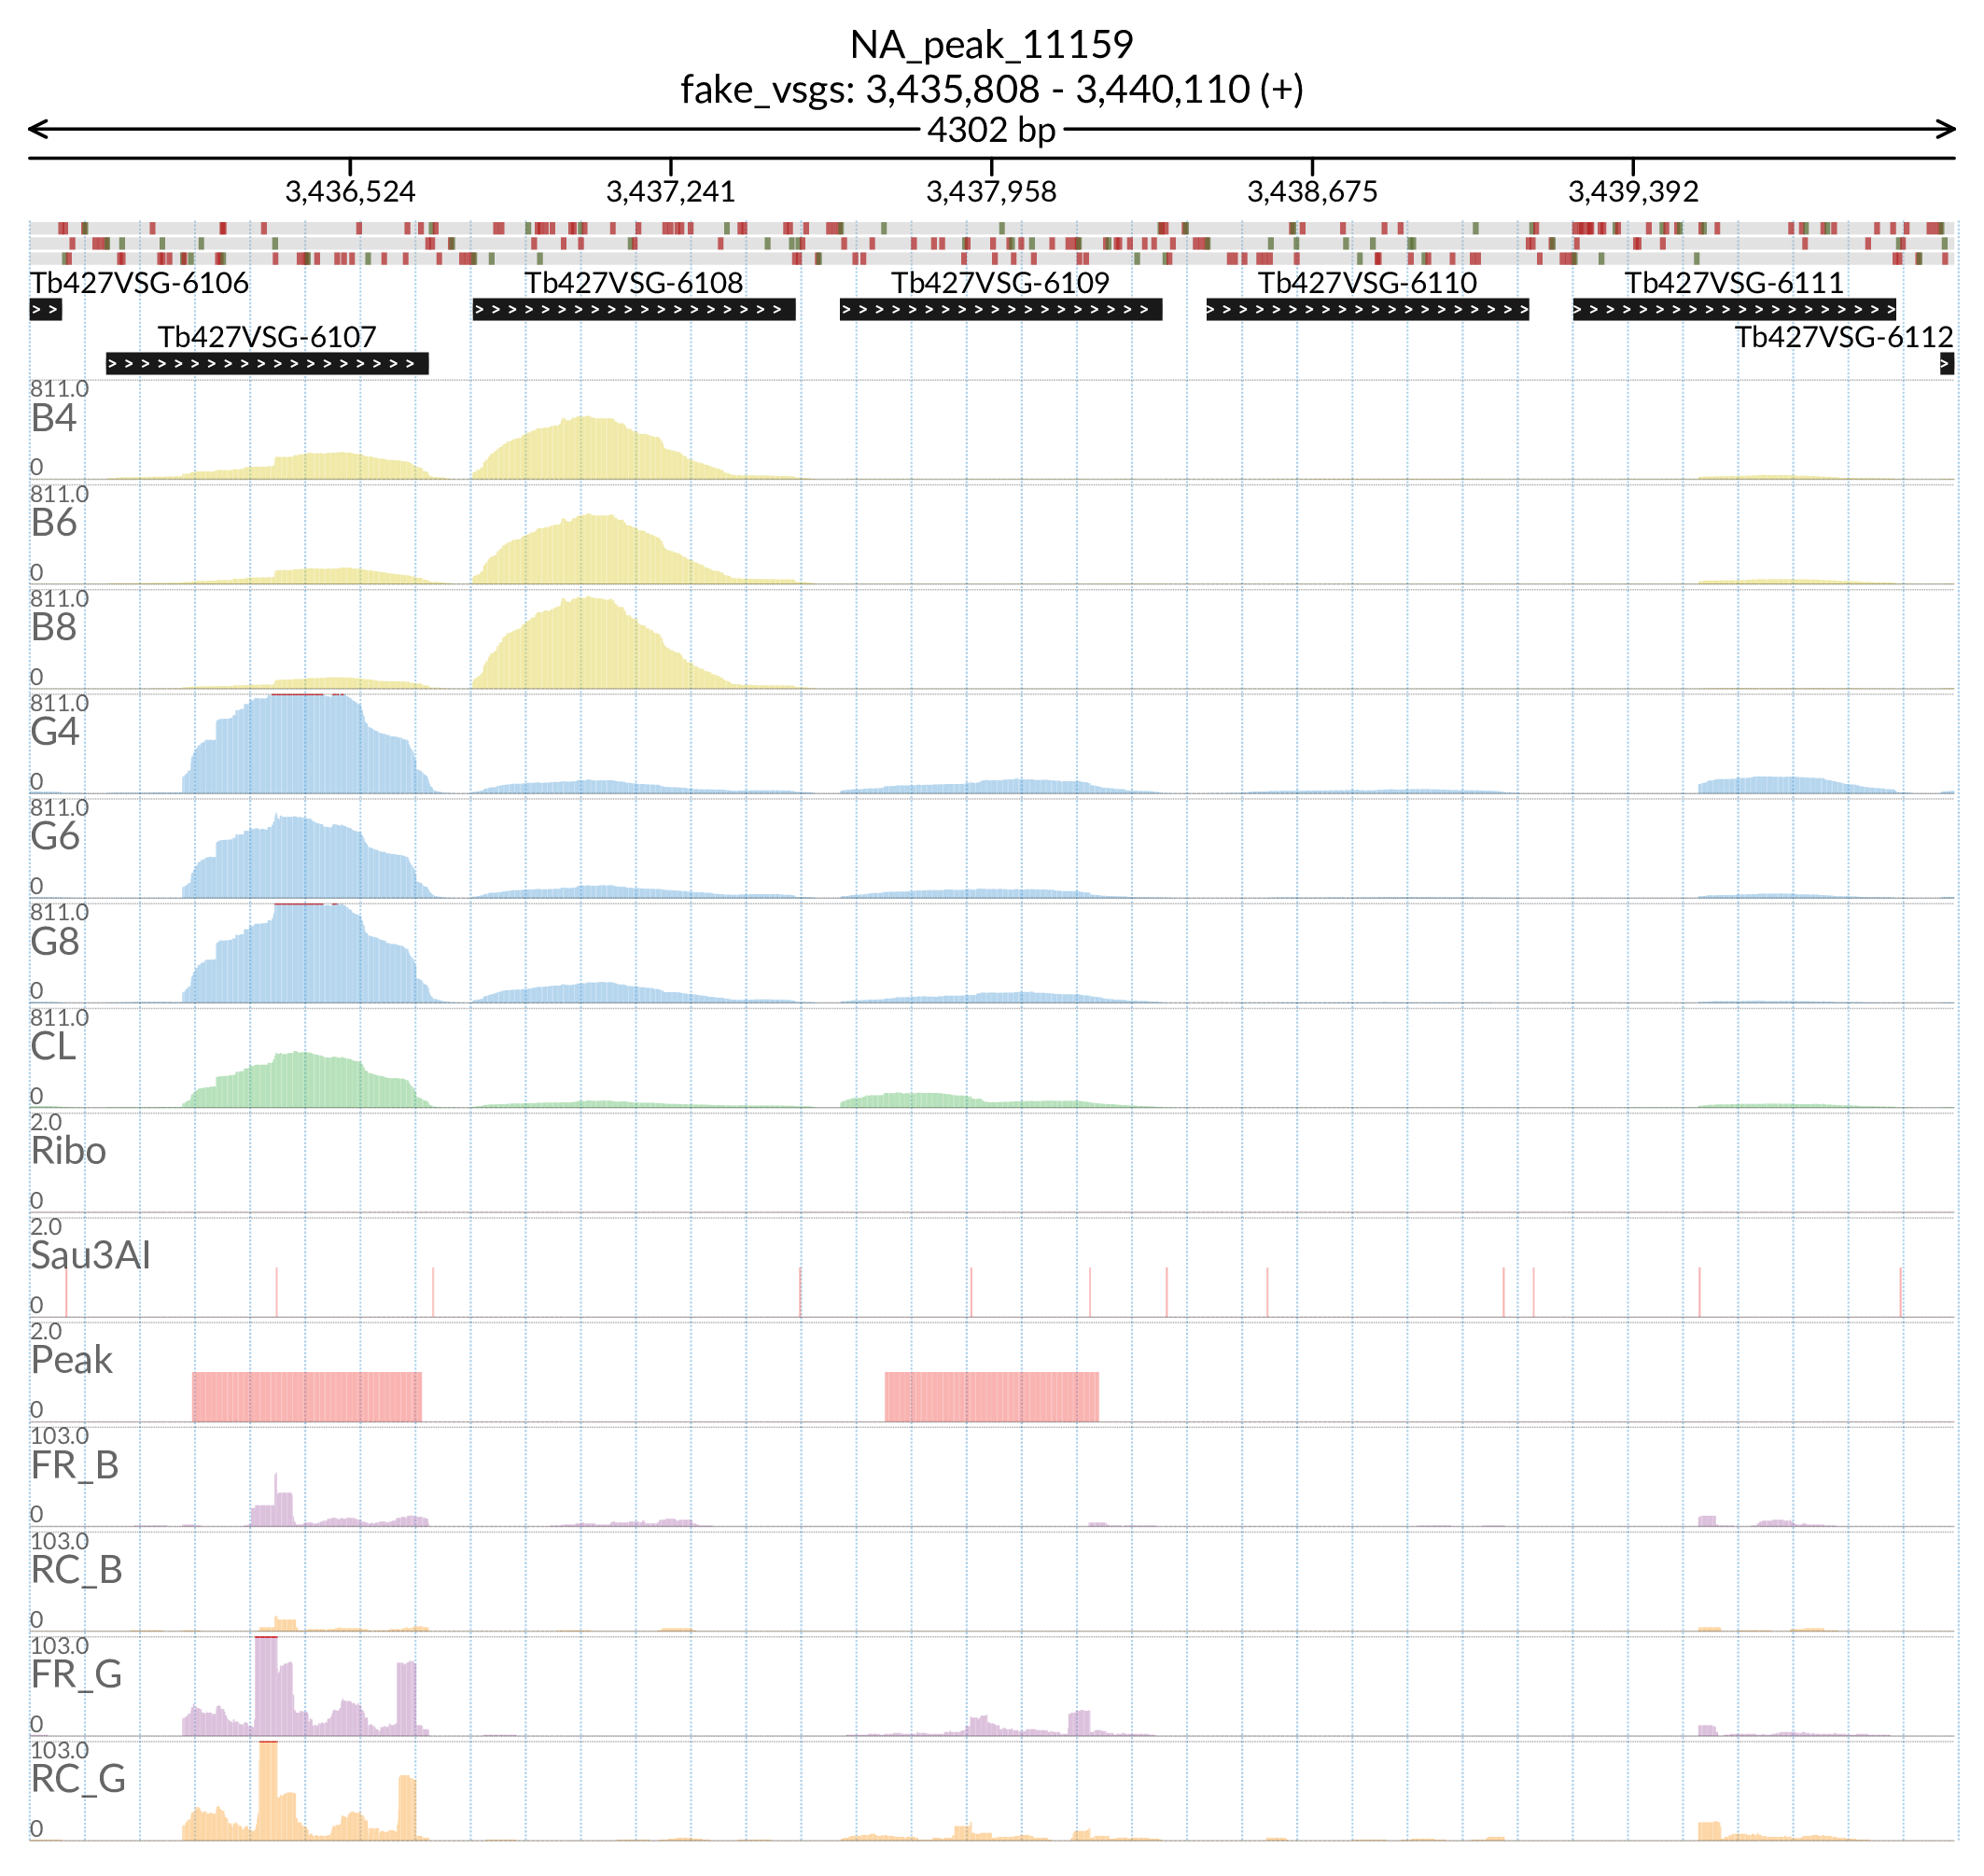 NA_peak_11159
fake_vsgs: 3,435,808 - 3,440,110 (+)
4302 bp
3,436,524 3,437,241 3,437,958 3,438,675 3,439,392
Tb427VSG-6106 Tb427VSG-6108 Tb427VSG-6109 Tb427VSG-6110 Tb427VSG-6111
Tb427VSG-6107 Tb427VSG-6112
811.0
B4
0
811.0
B6
0
811.0
B8
0
811.0
G4
0
811.0
G6
0
811.0
G8
0
811.0
CL
0
2.0
Ribo
0
2.0
Sau3AI
0
2.0
Peak
0
103.0
FR_B
0
103.0
RC_B
0
103.0
FR_G
0
103.0
RC_G
0